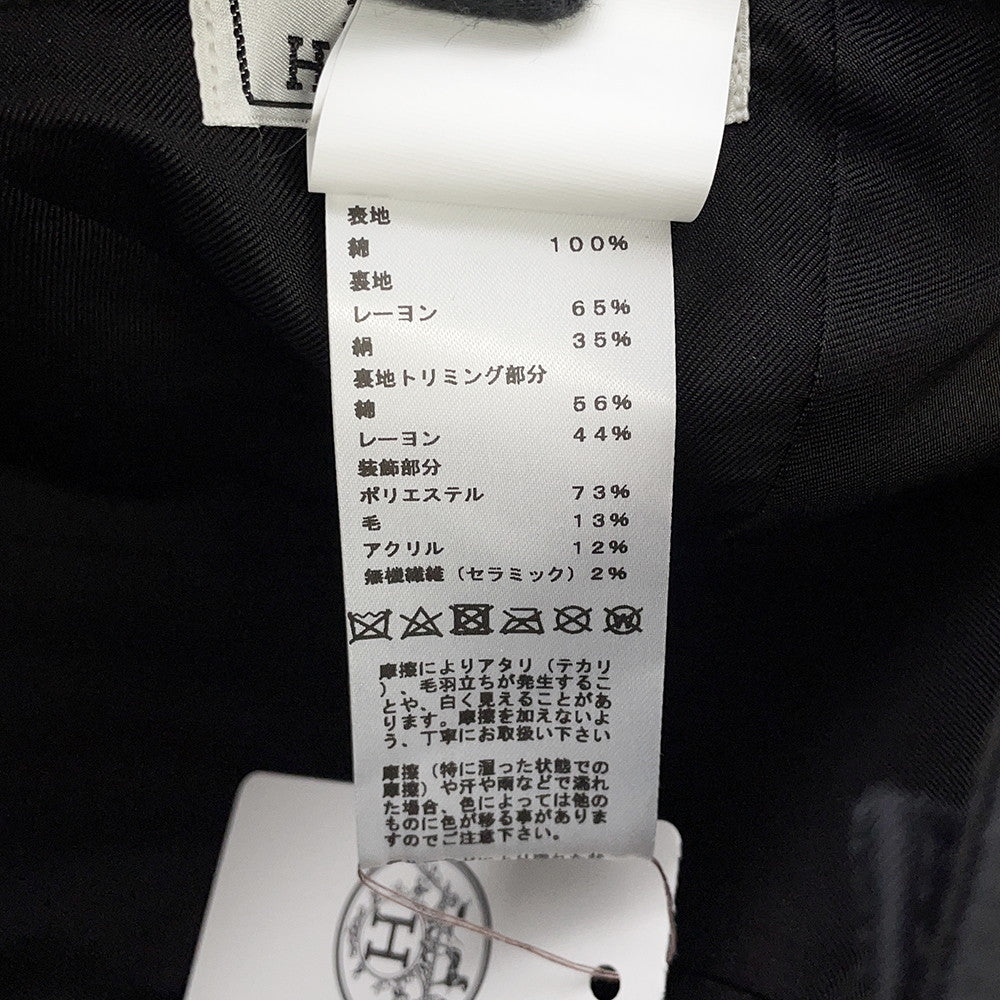 H
表地
綿 100%
裏地
レーヨン 65%
絹 35%
裏地トリミング部分
綿 56%
レーヨン 44%
装飾部分
ポリエステル 73%
毛 13%
アクリル 12%
無機繊維(セラミック)2%
W
摩擦によりアタリ(テカリ
)、毛羽立ちが発生するこ
とや、白く見えることがあ
ります。摩擦を加えないよ
う、丁寧にお取扱い下さい
摩擦(特に湿った状態での
摩擦)や汗や雨などで濡れ
た場合、色によっては他の
ものに色が移る事がありま
すのでご注意下さい。
H